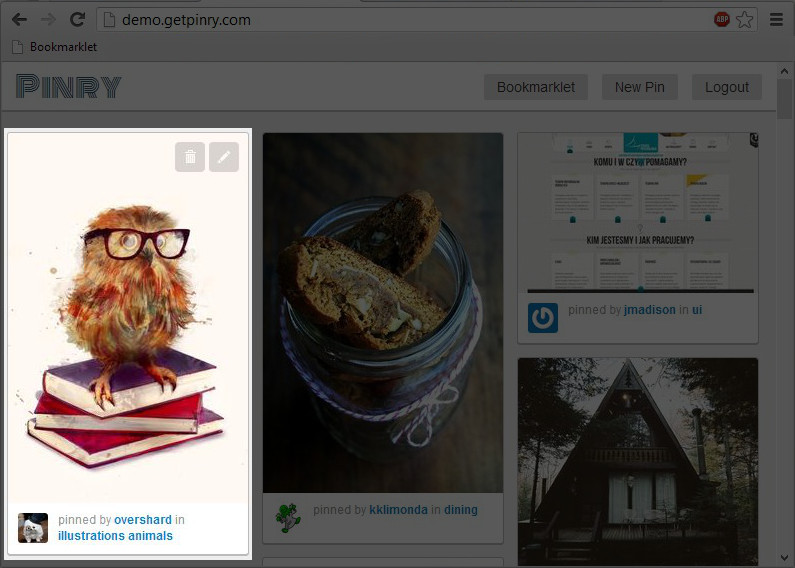 demo.getpinry.com
ABP
Bookmarklet
PINRY
Bookmarklet
New Pin
Logout
pinned by overshard in
illustrations animals
pinned by kklimonda in dining
KOMU I W CZYM POMAGAMY?
KIM JESTESMY I JAK PRACUJEMY?
pinned by jmadison in ui